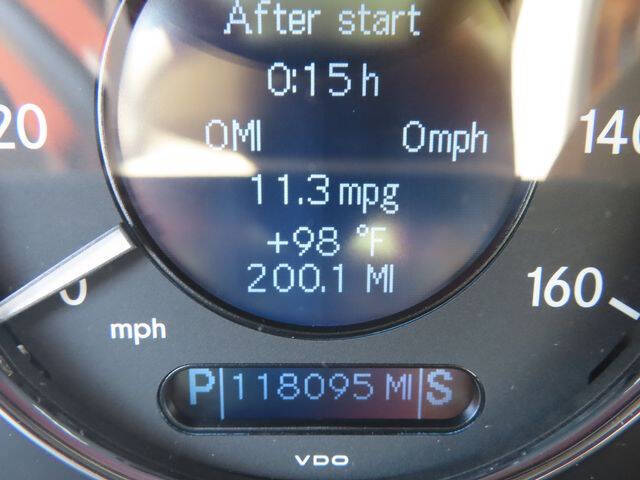 After start
0:15 h
20
0MI 0mph
140
11.3 mpg
+98 °F
200.1 MI
0
160
mph
P 118095 MI S
VDO